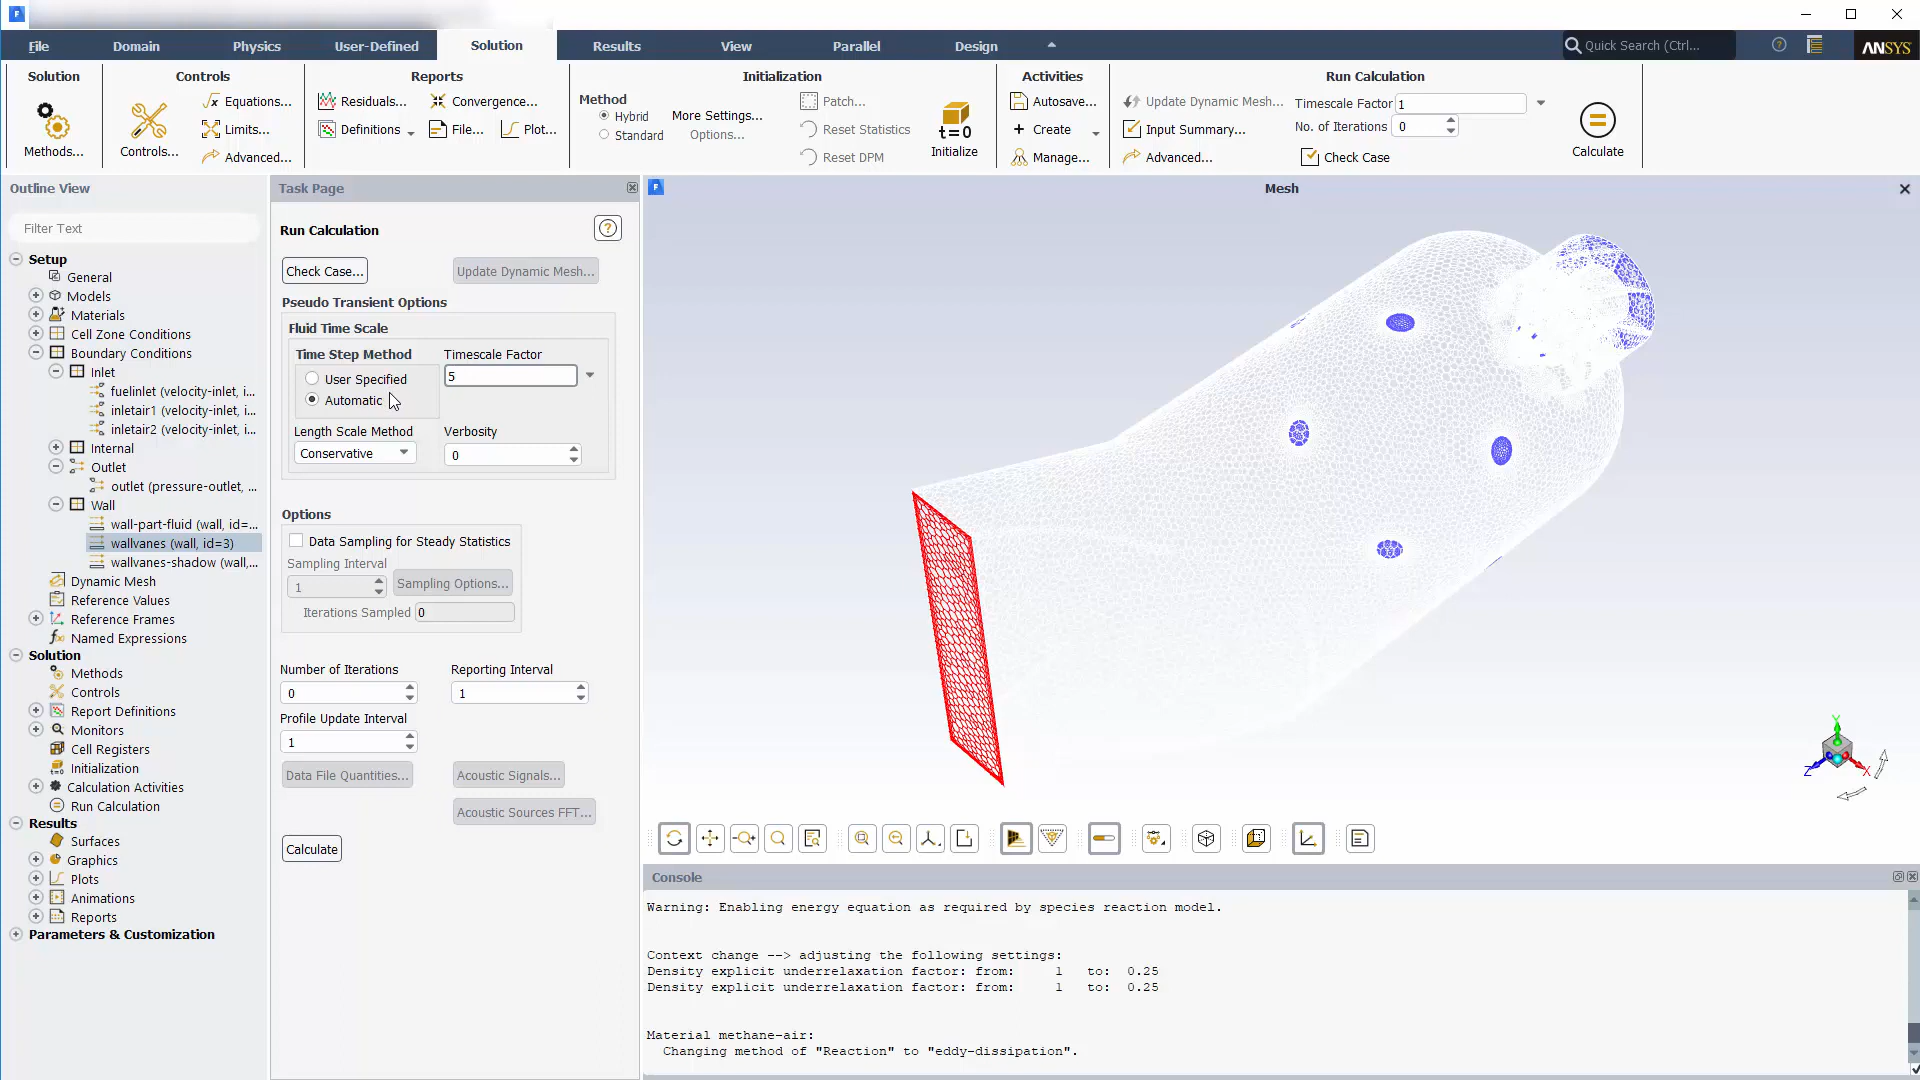 File
Domain
Physics
User-Defined
Solution
Results
View
Parallel
Design
Quick Search (Ctrl...
ANSYS
Solution
Controls
Reports
Initialization
Activities
Run Calculation
Methods...
Controls...
Equations...
Limits...
Advanced...
Residuals...
Definitions
Convergence...
File...
Plot...
Method
Hybrid
Standard
More Settings...
Options...
Patch...
Reset Statistics
Reset DPM
t=0
Initialize
Autosave...
Create
Manage...
Update Dynamic Mesh...
Input Summary...
Advanced...
Timescale Factor 1
No. of Iterations 0
Check Case
Calculate
Outline View
Filter Text
Setup
General
Models
Materials
Cell Zone Conditions
Boundary Conditions
Inlet
fuelinlet (velocity-inlet, i...
inletair1 (velocity-inlet, i...
inletair2 (velocity-inlet, i...
Internal
Outlet
outlet (pressure-outlet, ...
Wall
wall-part-fluid (wall, id=...
wallvanes (wall, id=3)
wallvanes-shadow (wall,...
Dynamic Mesh
Reference Values
Reference Frames
Named Expressions
Solution
Methods
Controls
Report Definitions
Monitors
Cell Registers
Initialization
Calculation Activities
Run Calculation
Results
Surfaces
Graphics
Plots
Animations
Reports
Parameters & Customization
Task Page
Run Calculation
Check Case...
Update Dynamic Mesh...
Pseudo Transient Options
Fluid Time Scale
Time Step Method
Timescale Factor
User Specified
5
Automatic
Length Scale Method
Verbosity
Conservative
0
Options
Data Sampling for Steady Statistics
Sampling Interval
1
Sampling Options...
Iterations Sampled 0
Number of Iterations
Reporting Interval
0
1
Profile Update Interval
1
Data File Quantities...
Acoustic Signals...
Acoustic Sources FFT...
Calculate
Mesh
Y
Z
X
Console
Warning: Enabling energy equation as required by species reaction model.
Context change --> adjusting the following settings:
Density explicit underrelaxation factor: from: 1 to: 0.25
Density explicit underrelaxation factor: from: 1 to: 0.25
Material methane-air:
Changing method of "Reaction" to "eddy-dissipation".